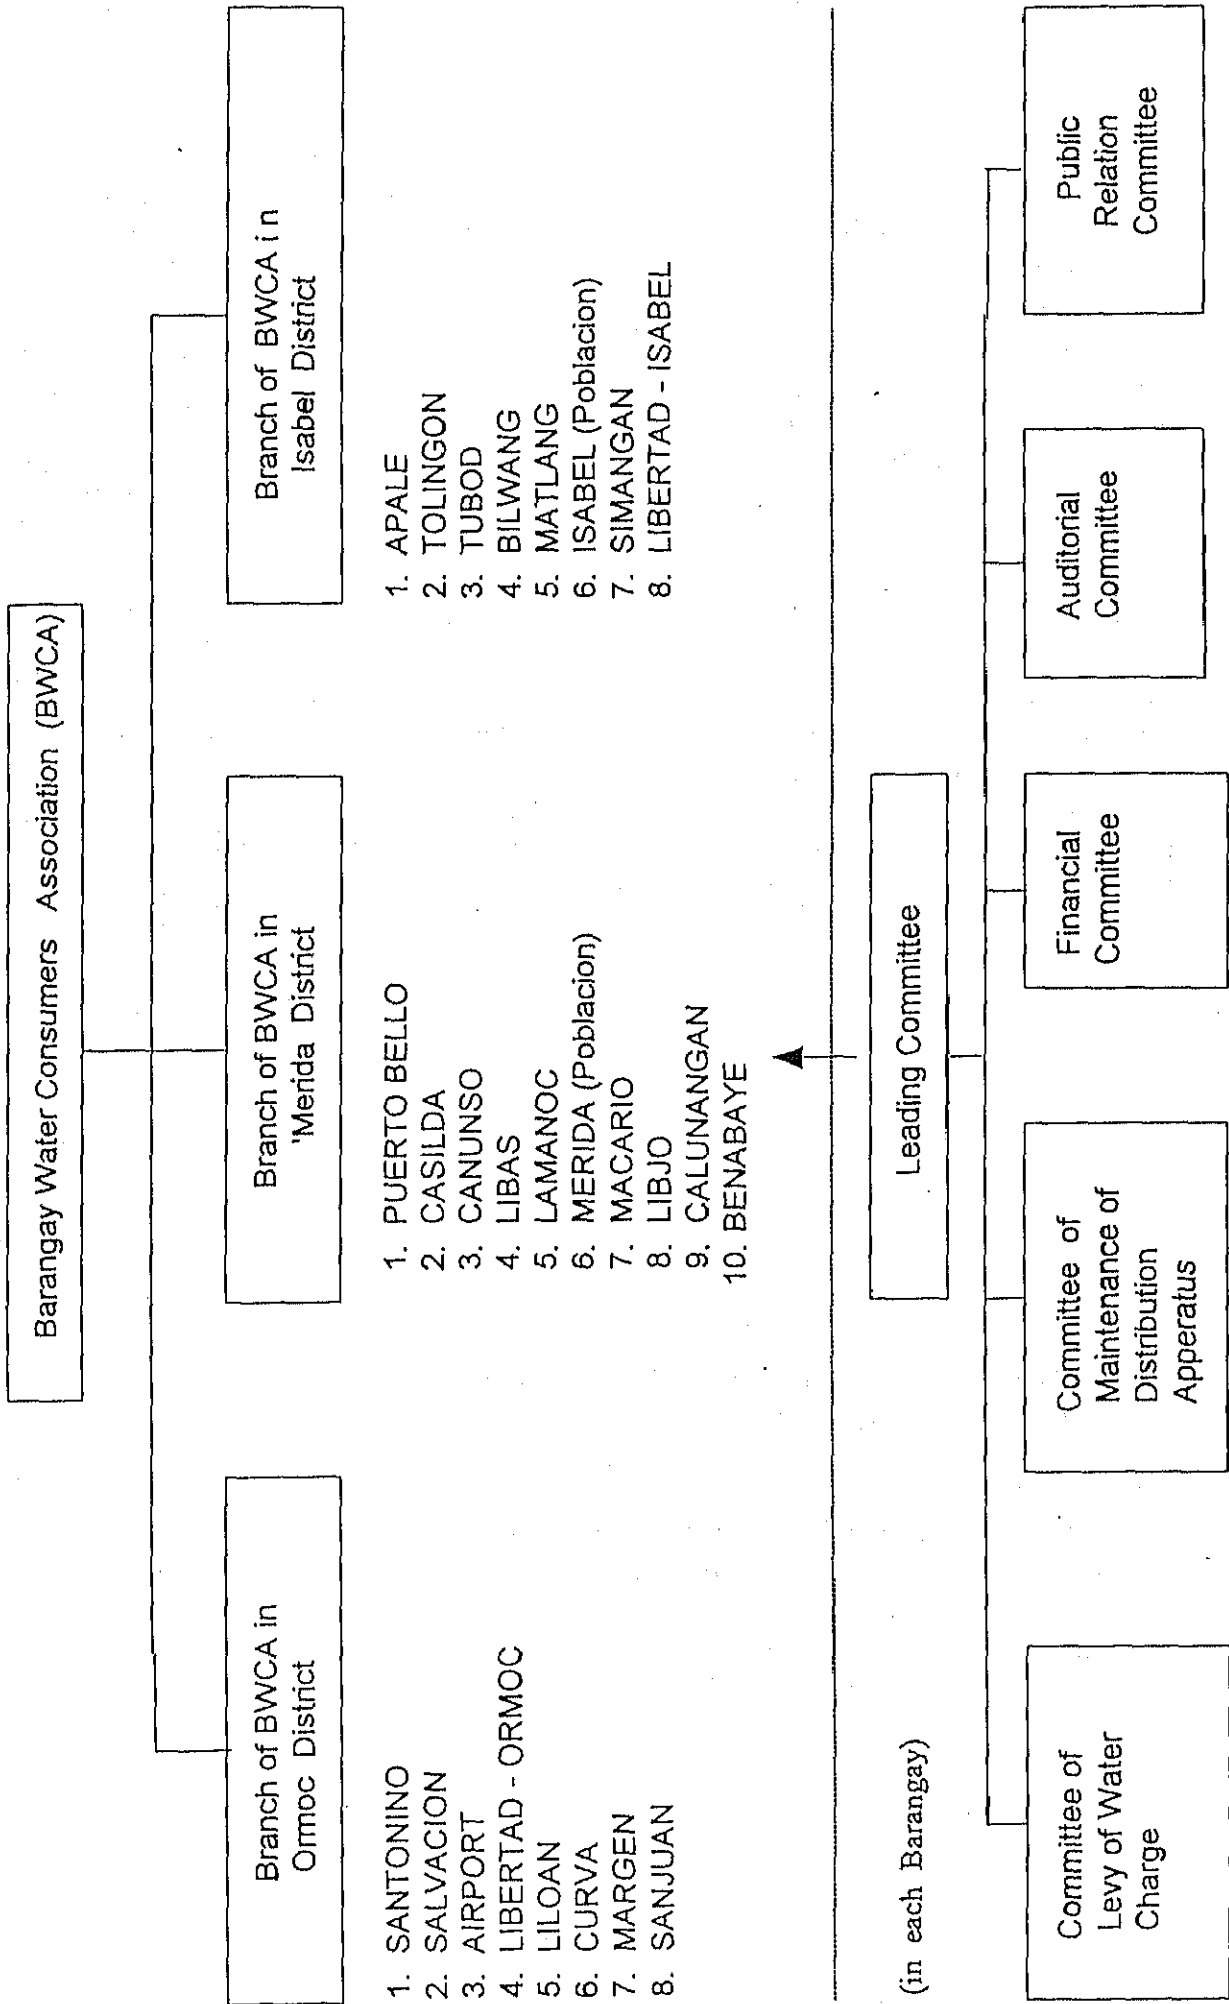 Barangay Water Consumers Association (BWCA)
Branch of BWCA in
Ormoc District
1. SANTONINO
2. SALVACION
3. AIRPORT
4. LIBERTAD - ORMOC
5. LILOAN
6. CURVA
7. MARGEN
8. SANJUAN
Branch of BWCA in
'Merida District
1. PUERTO BELLO
2. CASILDA
3. CANUNSO
4. LIBAS
5. LAMANOC
6. MERIDA (Poblacion)
7. MACARIO
8. LIBJO
9. CALUNANGAN
10. BENABAYE
Branch of BWCA in
Isabel District
1. APALE
2. TOLINGON
3. TUBOD
4. BILWANG
5. MATLANG
6. ISABEL (Poblacion)
7. SIMANGAN
8. LIBERTAD - ISABEL
(in each Barangay)
Leading Committee
Committee of
Levy of Water
Charge
Committee of
Maintenance of
Distribution
Apperatus
Financial
Committee
Auditorial
Committee
Public
Relation
Committee